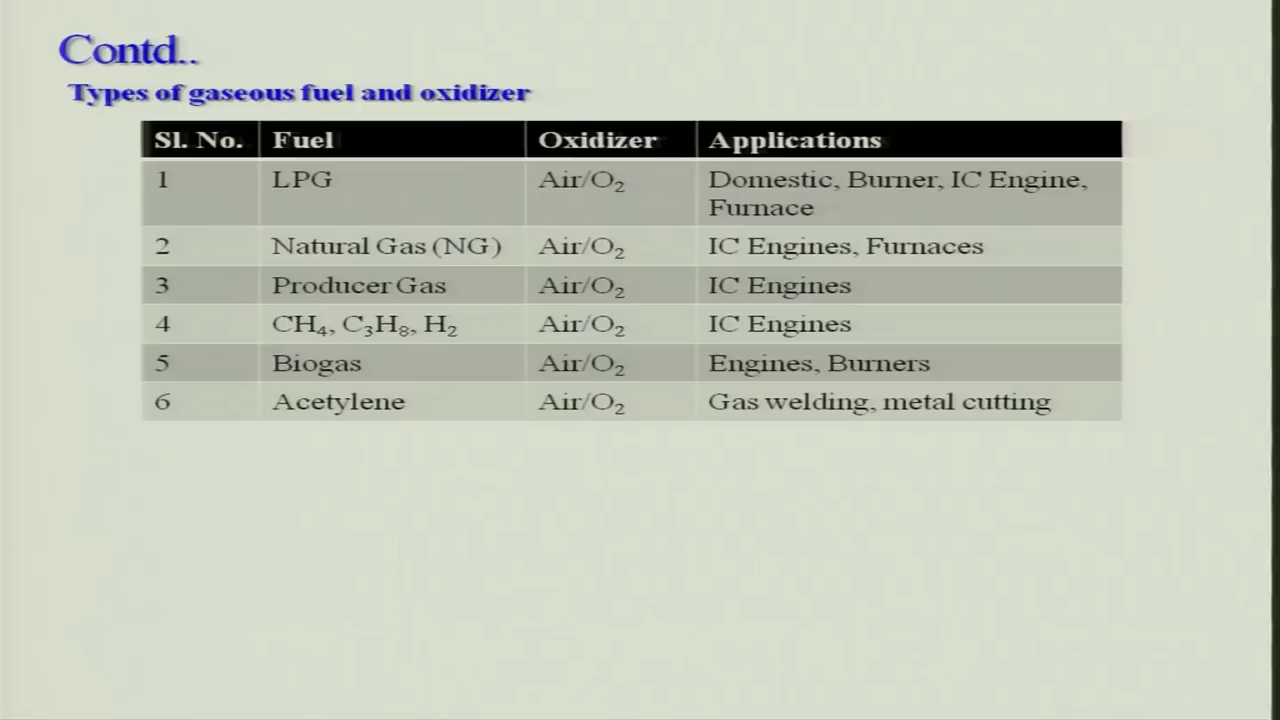 Contd..
Types of gaseous fuel and oxidizer
Sl. No. Fuel Oxidizer Applications
1 LPG Air/O₂ Domestic, Burner, IC Engine,
Furnace
2 Natural Gas (NG) Air/O₂ IC Engines, Furnaces
3 Producer Gas Air/O₂ IC Engines
4 CH₄, C₃H₈, H₂ Air/O₂ IC Engines
5 Biogas Air/O₂ Engines, Burners
6 Acetylene Air/O₂ Gas welding, metal cutting